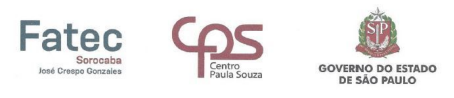 Fatec
Sorocaba
José Crespo Gonzales
CPS
Centro
Paula Souza
SP
GOVERNO DO ESTADO
DE SÃO PAULO